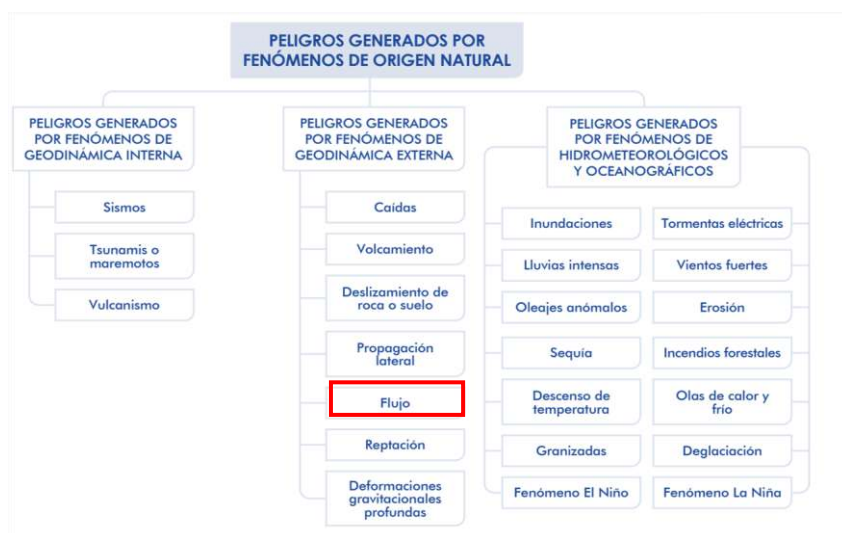 PELIGROS GENERADOS POR
FENÓMENOS DE ORIGEN NATURAL
PELIGROS GENERADOS
POR FENÓMENOS DE
GEODINÁMICA INTERNA
Sismos
Tsunamis o
maremotos
Vulcanismo
PELIGROS GENERADOS
POR FENÓMENOS DE
GEODINÁMICA EXTERNA
Caídas
Volcamiento
Deslizamiento de
roca o suelo
Propagación
lateral
Flujo
Reptación
Deformaciones
gravitacionales
profundas
PELIGROS GENERADOS
POR FENÓMENOS DE
HIDROMETEOROLÓGICOS
Y OCEANOGRÁFICOS
Inundaciones
Tormentas eléctricas
Lluvias intensas
Vientos fuertes
Oleajes anómalos
Erosión
Sequía
Incendios forestales
Descenso de
temperatura
Olas de calor y
frío
Granizadas
Deglaciación
Fenómeno El Niño
Fenómeno La Niña